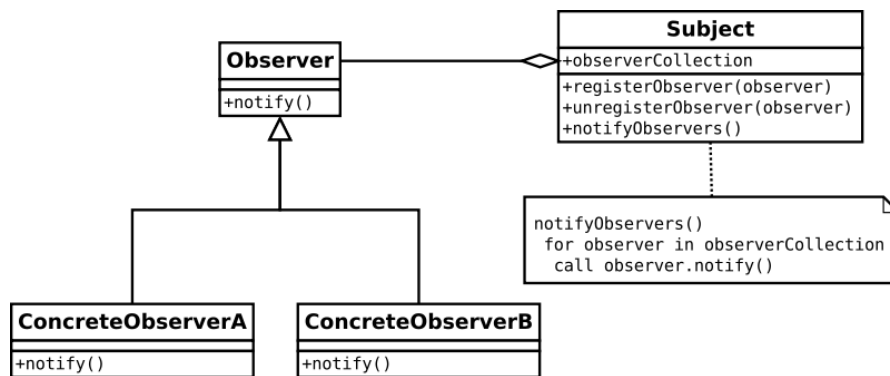 Observer
+notify()
Subject
+observerCollection
+registerObserver(observer)
+unregisterObserver(observer)
+notifyObservers()
notifyObservers()
for observer in observerCollection
call observer.notify()
ConcreteObserverA
+notify()
ConcreteObserverB
+notify()